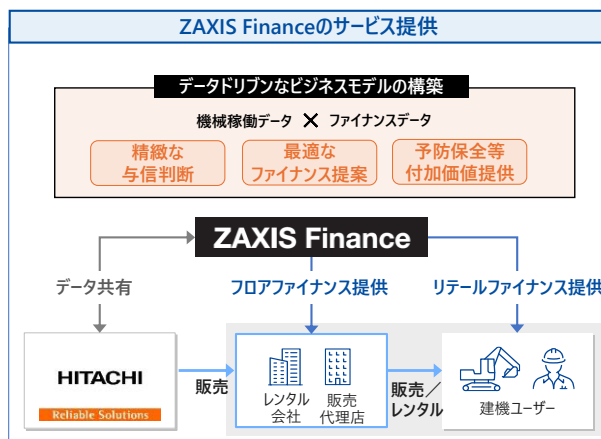 ZAXIS Financeのサービス提供
データドリブンなビジネスモデルの構築
機械稼働データ × ファイナンスデータ
精緻な
与信判断
最適な
ファイナンス提案
予防保全等
付加価値提供
ZAXIS Finance
データ共有
フロアファイナンス提供
リテールファイナンス提供
HITACHI
Reliable Solutions
販売
レンタル
会社
販売
代理店
販売／
レンタル
建機ユーザー